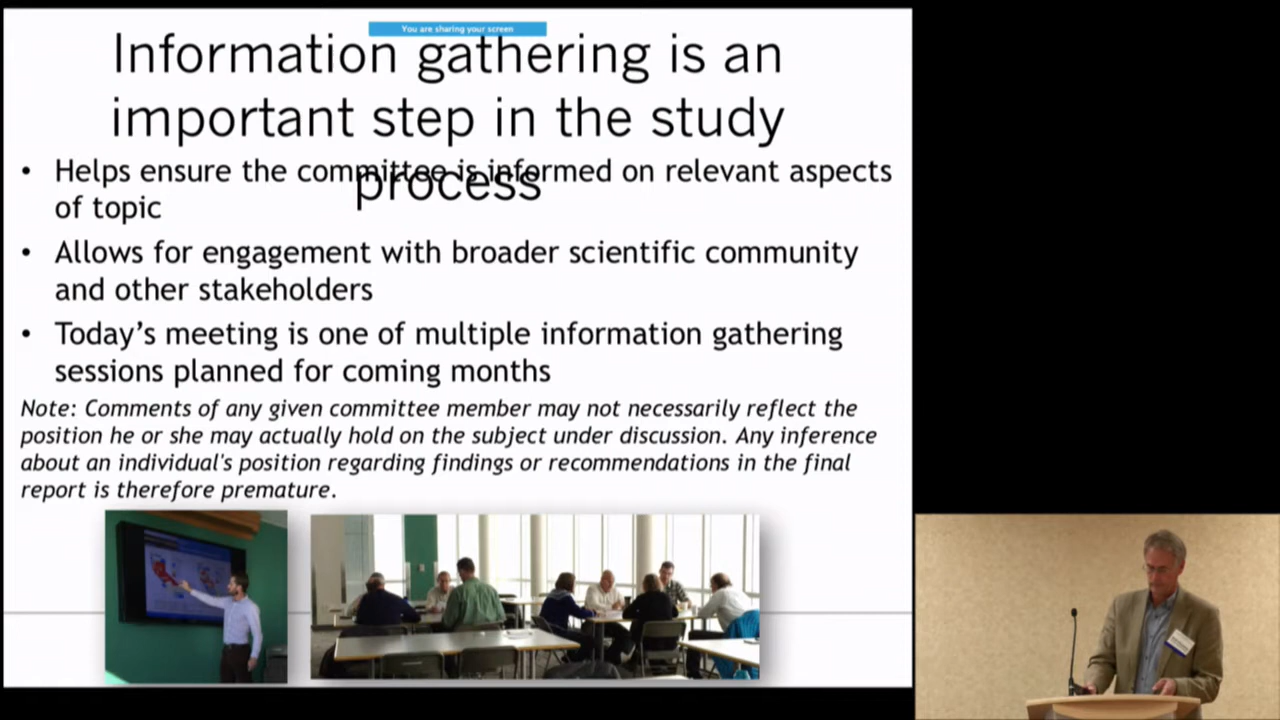 You are sharing your screen
Information gathering is an
important step in the study
process
• Helps ensure the committee is informed on relevant aspects
of topic
• Allows for engagement with broader scientific community
and other stakeholders
• Today's meeting is one of multiple information gathering
sessions planned for coming months
Note: Comments of any given committee member may not necessarily reflect the
position he or she may actually hold on the subject under discussion. Any inference
about an individual's position regarding findings or recommendations in the final
report is therefore premature.